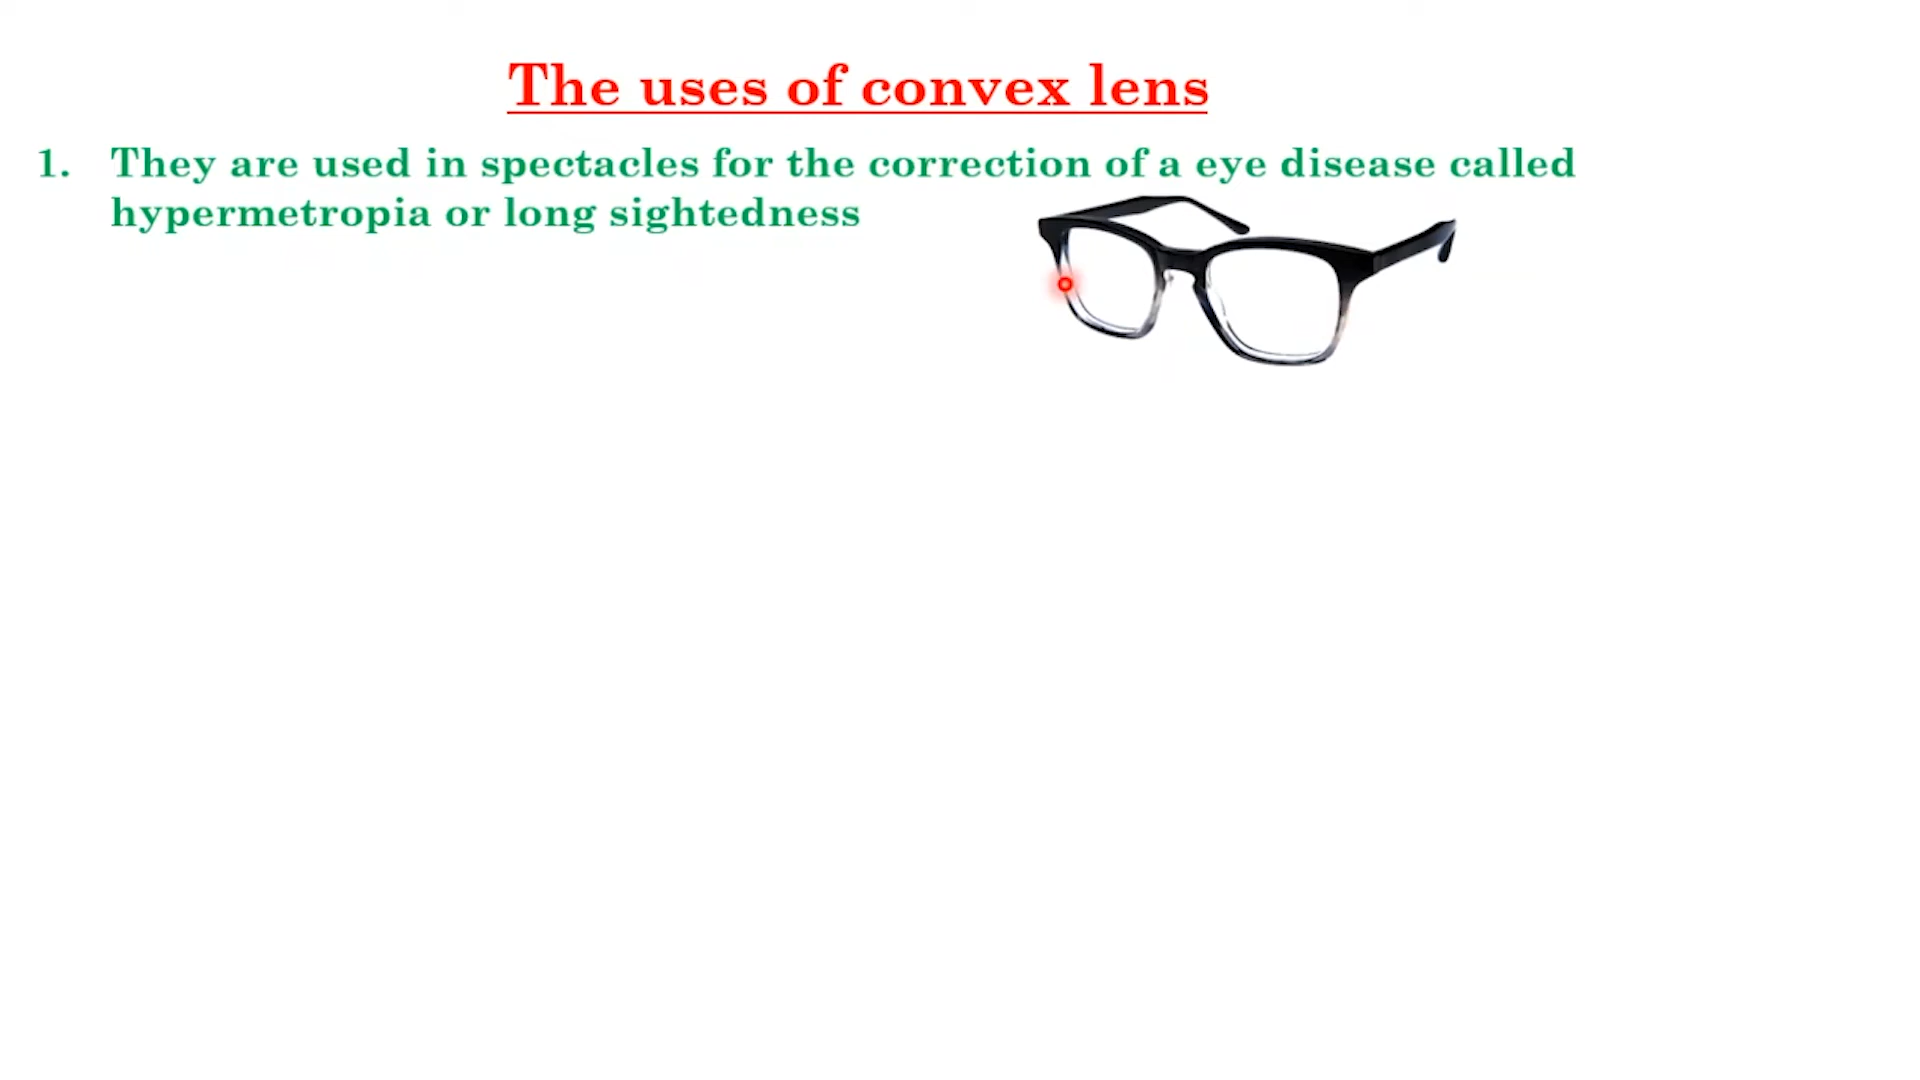 The uses of convex lens
1. They are used in spectacles for the correction of a eye disease called
hypermetropia or long sightedness